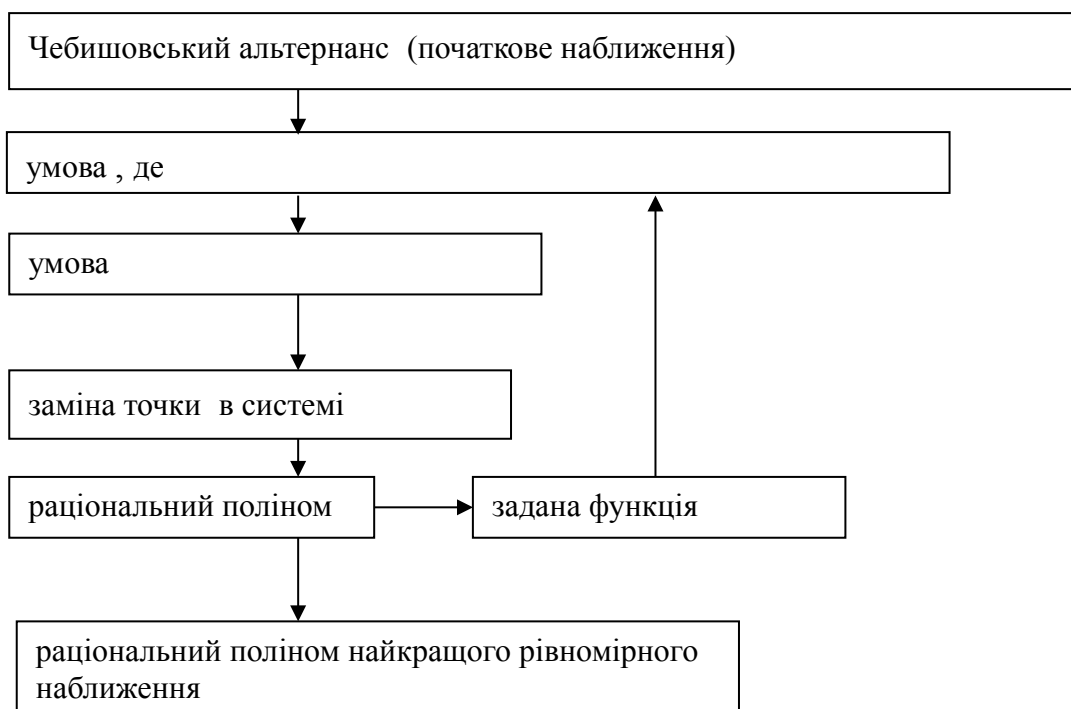 Чебишовський альтернанс (початкове наближення)
умова , де
умова
заміна точки в системі
раціональний поліном
задана функція
раціональний поліном найкращого рівномірного
наближення